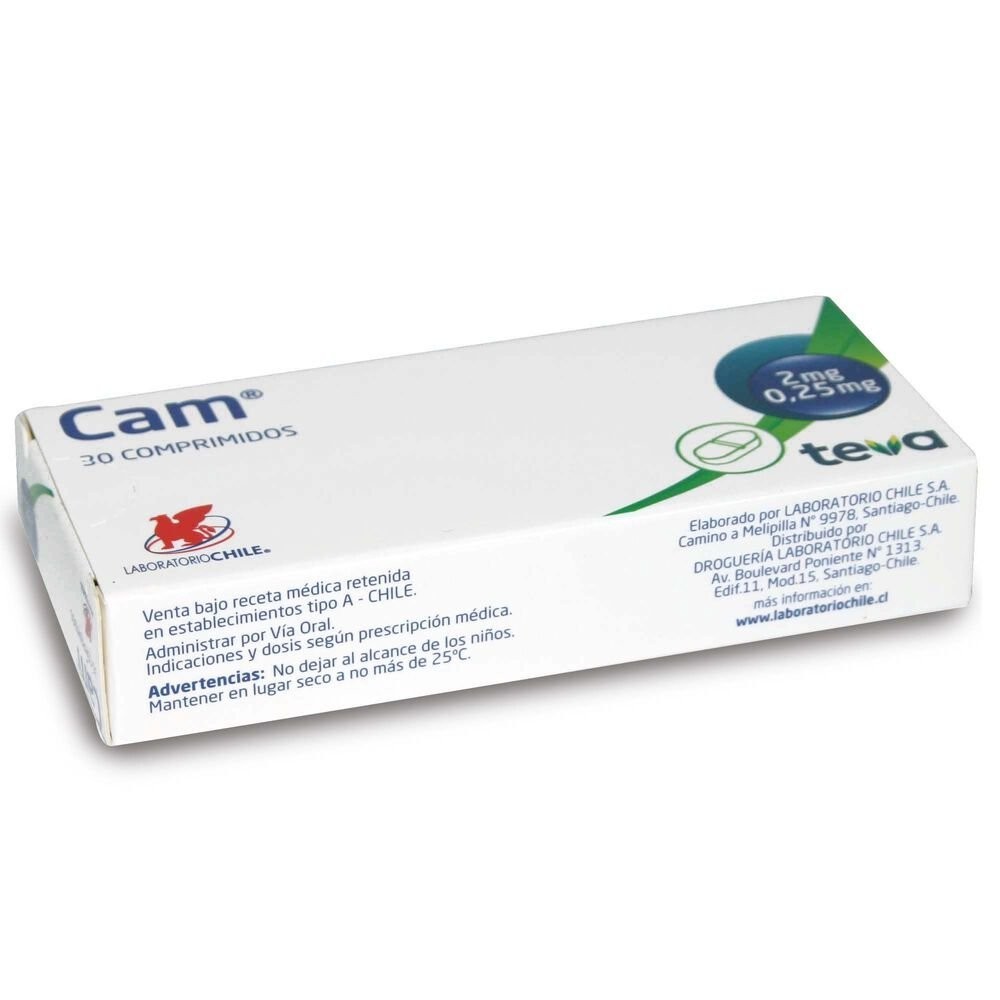 Cam®
30 COMPRIMIDOS
2mg
0,25mg
teva
LABORATORIOCHILE®
Venta bajo receta médica retenida
en establecimientos tipo A - CHILE.
Administrar por Vía Oral.
Indicaciones y dosis según prescripción médica.
Advertencias: No dejar al alcance de los niños.
Mantener en lugar seco a no más de 25°C.
Elaborado por LABORATORIO CHILE S.A.
Camino a Melipilla N° 9978, Santiago-Chile.
Distribuido por
DROGUERÍA LABORATORIO CHILE S.A.
Av. Boulevard Poniente N° 1313.
Edif.11, Mod.15, Santiago-Chile.
más información en:
www.laboratoriochile.cl